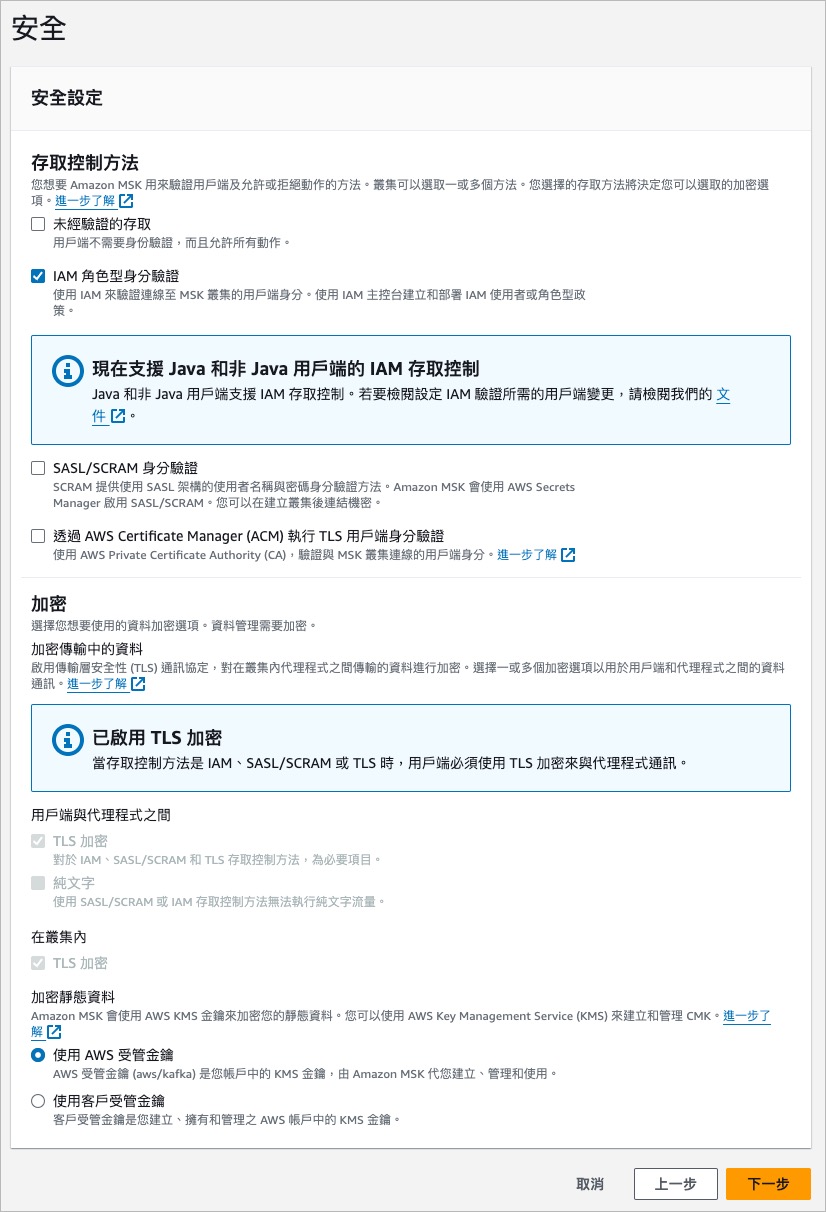 安全
安全設定
存取控制方法
您想要 Amazon MSK 用來驗證用戶端及允許或拒絕動作的方法。叢集可以選取一或多個方法。您選擇的存取方法將決定您可以選取的加密選
項。進一步了解
未經驗證的存取
用戶端不需要身份驗證，而且允許所有動作。
IAM 角色型身分驗證
使用 IAM 來驗證連線至 MSK 叢集的用戶端身分。使用 IAM 主控台建立和部署 IAM 使用者或角色型政
策。
現在支援 Java 和非 Java 用戶端的 IAM 存取控制
Java 和非 Java 用戶端支援 IAM 存取控制。若要檢閱設定 IAM 驗證所需的用戶端變更，請檢閱我們的 文
件。
SASL/SCRAM 身分驗證
SCRAM 提供使用 SASL 架構的使用者名稱與密碼身分驗證方法。Amazon MSK 會使用 AWS Secrets
Manager 啟用 SASL/SCRAM。您可以在建立叢集後連結機密。
透過 AWS Certificate Manager (ACM) 執行 TLS 用戶端身分驗證
使用 AWS Private Certificate Authority (CA)，驗證與 MSK 叢集連線的用戶端身分。進一步了解
加密
選擇您想要使用的資料加密選項。資料管理需要加密。
加密傳輸中的資料
啟用傳輸層安全性 (TLS) 通訊協定，對在叢集內代理程式之間傳輸的資料進行加密。選擇一或多個加密選項以用於用戶端和代理程式之間的資料
通訊。進一步了解
已啟用 TLS 加密
當存取控制方法是 IAM、SASL/SCRAM 或 TLS 時，用戶端必須使用 TLS 加密來與代理程式通訊。
用戶端與代理程式之間
TLS 加密
對於 IAM、SASL/SCRAM 和 TLS 存取控制方法，為必要項目。
純文字
使用 SASL/SCRAM 或 IAM 存取控制方法無法執行純文字流量。
在叢集內
TLS 加密
加密靜態資料
Amazon MSK 會使用 AWS KMS 金鑰來加密您的靜態資料。您可以使用 AWS Key Management Service (KMS) 來建立和管理 CMK。進一步了
解
使用 AWS 受管金鑰
AWS 受管金鑰 (aws/kafka) 是您帳戶中的 KMS 金鑰，由 Amazon MSK 代您建立、管理和使用。
使用客戶受管金鑰
客戶受管金鑰是您建立、擁有和管理之 AWS 帳戶中的 KMS 金鑰。
取消 上一步 下一步